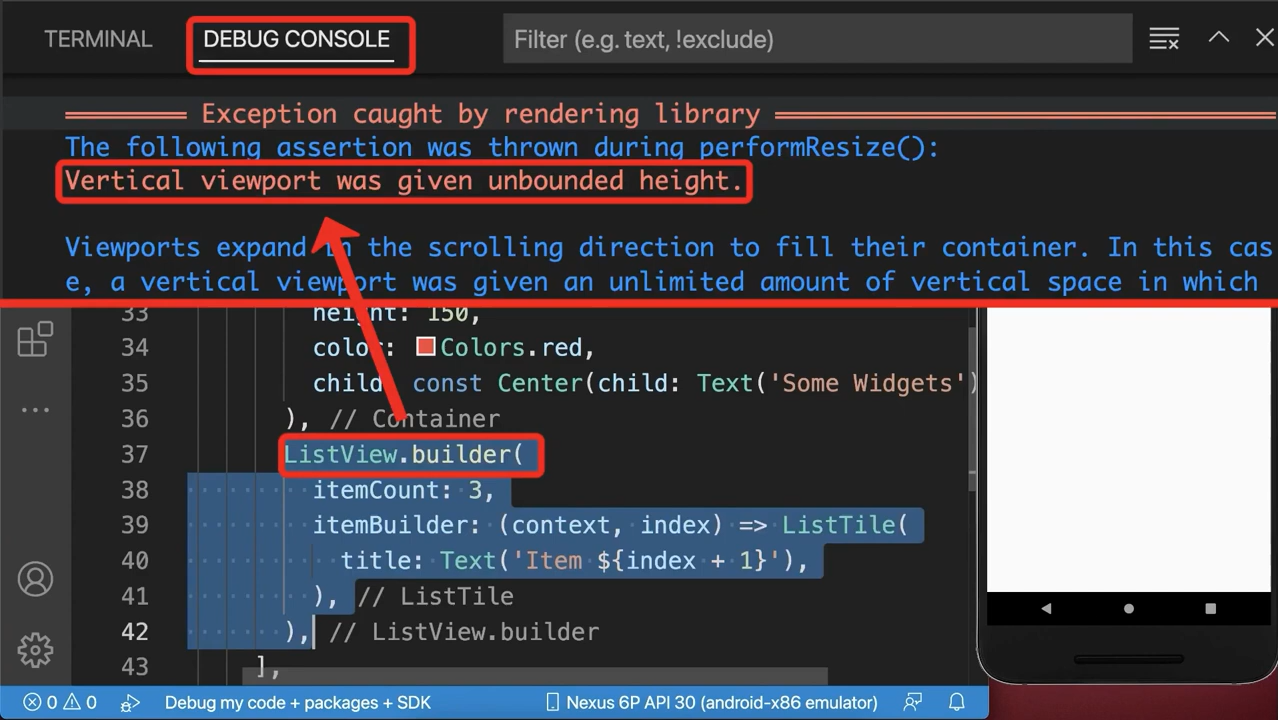 TERMINAL
DEBUG CONSOLE
Filter (e.g. text, !exclude)
Exception caught by rendering library
The following assertion was thrown during performResize():
Vertical viewport was given unbounded height.
Viewports expand in the scrolling direction to fill their container. In this cas
e, a vertical viewport was given an unlimited amount of vertical space in which
33 height: 150,
34 color: Colors.red,
35 child: const Center(child: Text('Some Widgets')
36 ), // Container
37 ListView.builder(
38 itemCount: 3,
39 itemBuilder: (context, index) => ListTile(
40 title: Text('Item ${index + 1}'),
41 ), // ListTile
42 ), // ListView.builder
43 ],
0 0 Debug my code + packages + SDK Nexus 6P API 30 (android-x86 emulator)